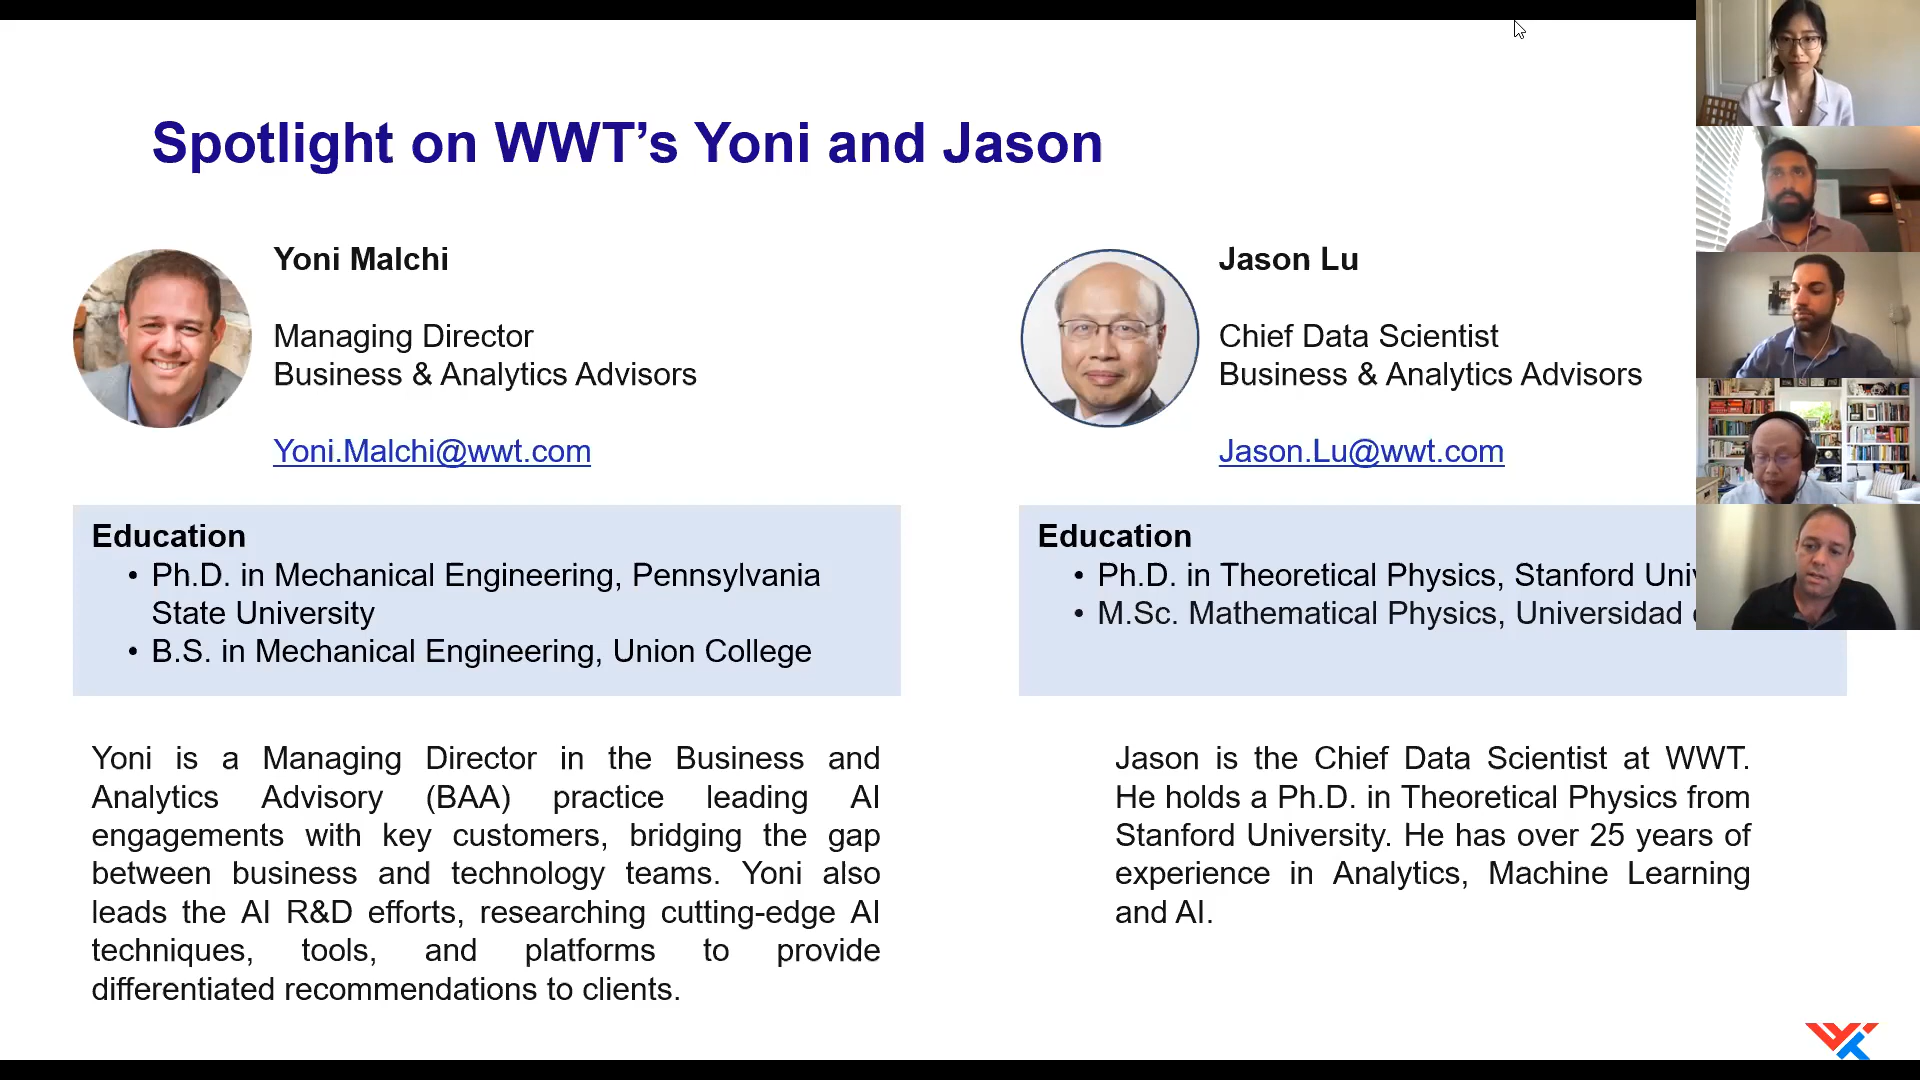 Spotlight on WWT’s Yoni and Jason
Yoni Malchi
Managing Director
Business & Analytics Advisors
Yoni.Malchi@wwt.com
Education
• Ph.D. in Mechanical Engineering, Pennsylvania
State University
• B.S. in Mechanical Engineering, Union College
Yoni is a Managing Director in the Business and
Analytics Advisory (BAA) practice leading AI
engagements with key customers, bridging the gap
between business and technology teams. Yoni also
leads the AI R&D efforts, researching cutting-edge AI
techniques, tools, and platforms to provide
differentiated recommendations to clients.
Jason Lu
Chief Data Scientist
Business & Analytics Advisors
Jason.Lu@wwt.com
Education
• Ph.D. in Theoretical Physics, Stanford
• M.Sc. Mathematical Physics, Universidad
Jason is the Chief Data Scientist at WWT.
He holds a Ph.D. in Theoretical Physics from
Stanford University. He has over 25 years of
experience in Analytics, Machine Learning
and AI.